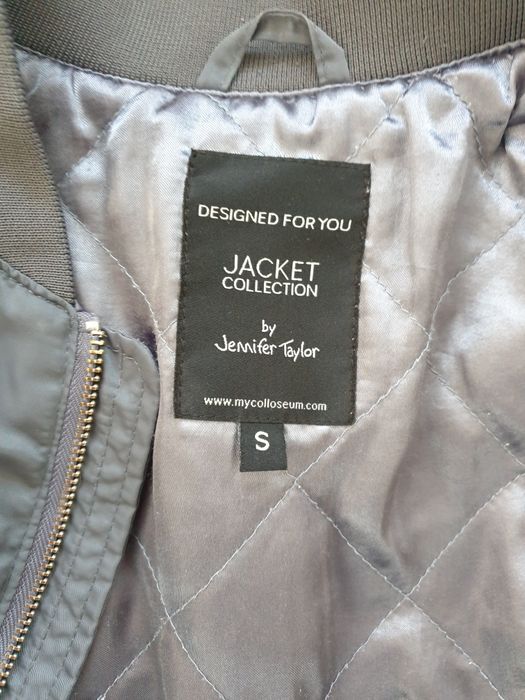 DESIGNED FOR YOU
JACKET
COLLECTION
by
Jennifer Taylor
www.mycolloseum.com
S